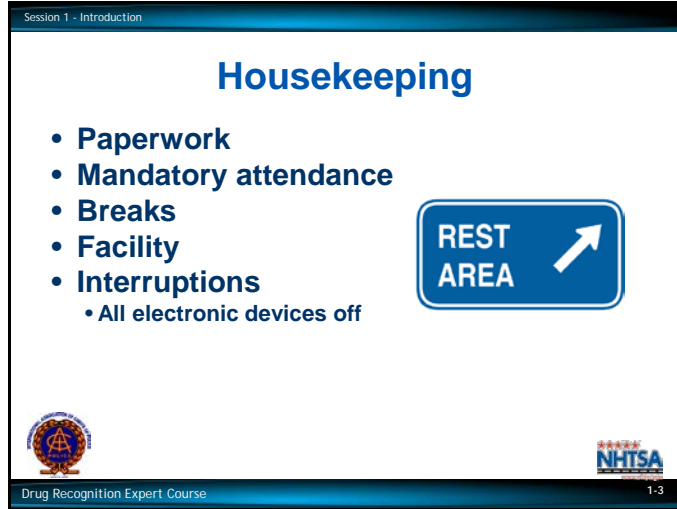 Session 1 - Introduction
Housekeeping
• Paperwork
• Mandatory attendance
• Breaks
• Facility
• Interruptions
• All electronic devices off
REST
AREA
POLICE
NHTSA
Drug Recognition Expert Course
1-3